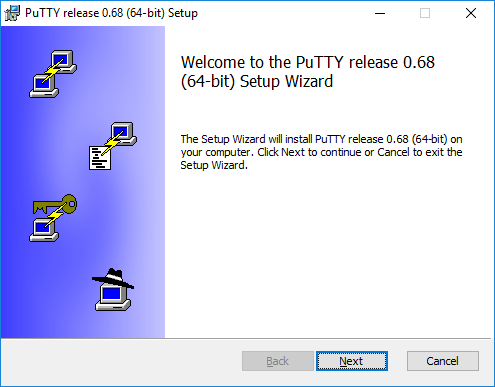 PuTTY release 0.68 (64-bit) Setup
Welcome to the PuTTY release 0.68
(64-bit) Setup Wizard
The Setup Wizard will install PuTTY release 0.68 (64-bit) on
your computer. Click Next to continue or Cancel to exit the
Setup Wizard.
Back Next Cancel